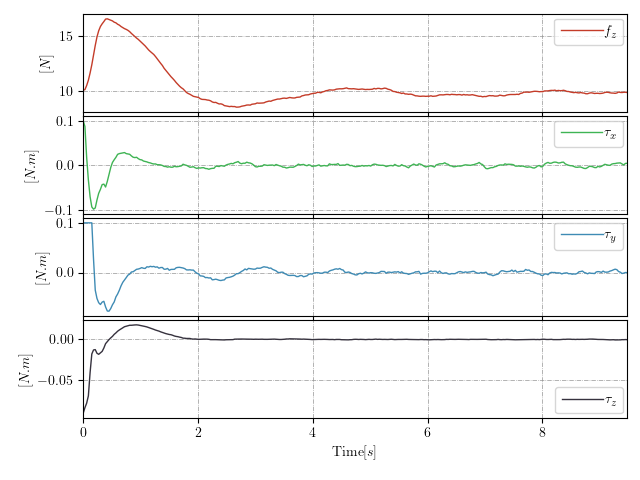 f_z
15
10
[N]
τ_x
0.1
0.0
−0.1
[N.m]
τ_y
0.1
0.0
[N.m]
0.00
−0.05
[N.m]
τ_z
0 2 4 6 8
Time[s]